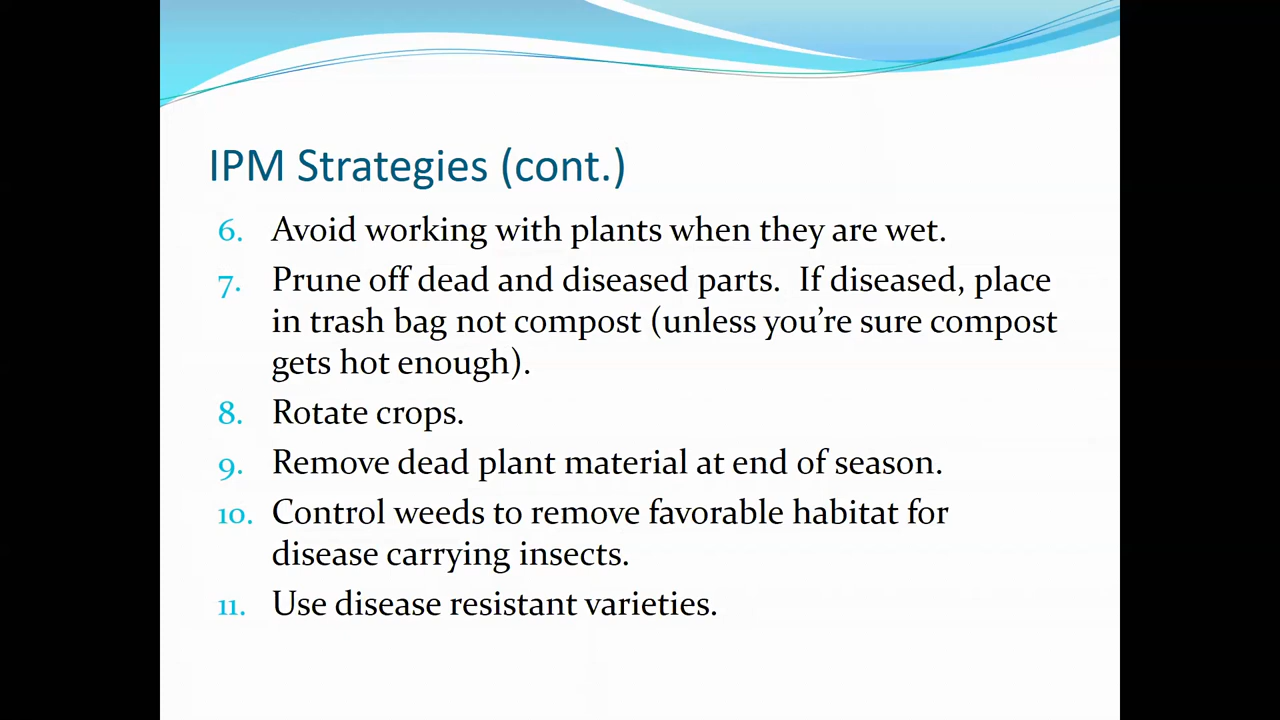 IPM Strategies (cont.)
6. Avoid working with plants when they are wet.
7. Prune off dead and diseased parts.  If diseased, place
in trash bag not compost (unless you’re sure compost
gets hot enough).
8. Rotate crops.
9. Remove dead plant material at end of season.
10. Control weeds to remove favorable habitat for
disease carrying insects.
11. Use disease resistant varieties.